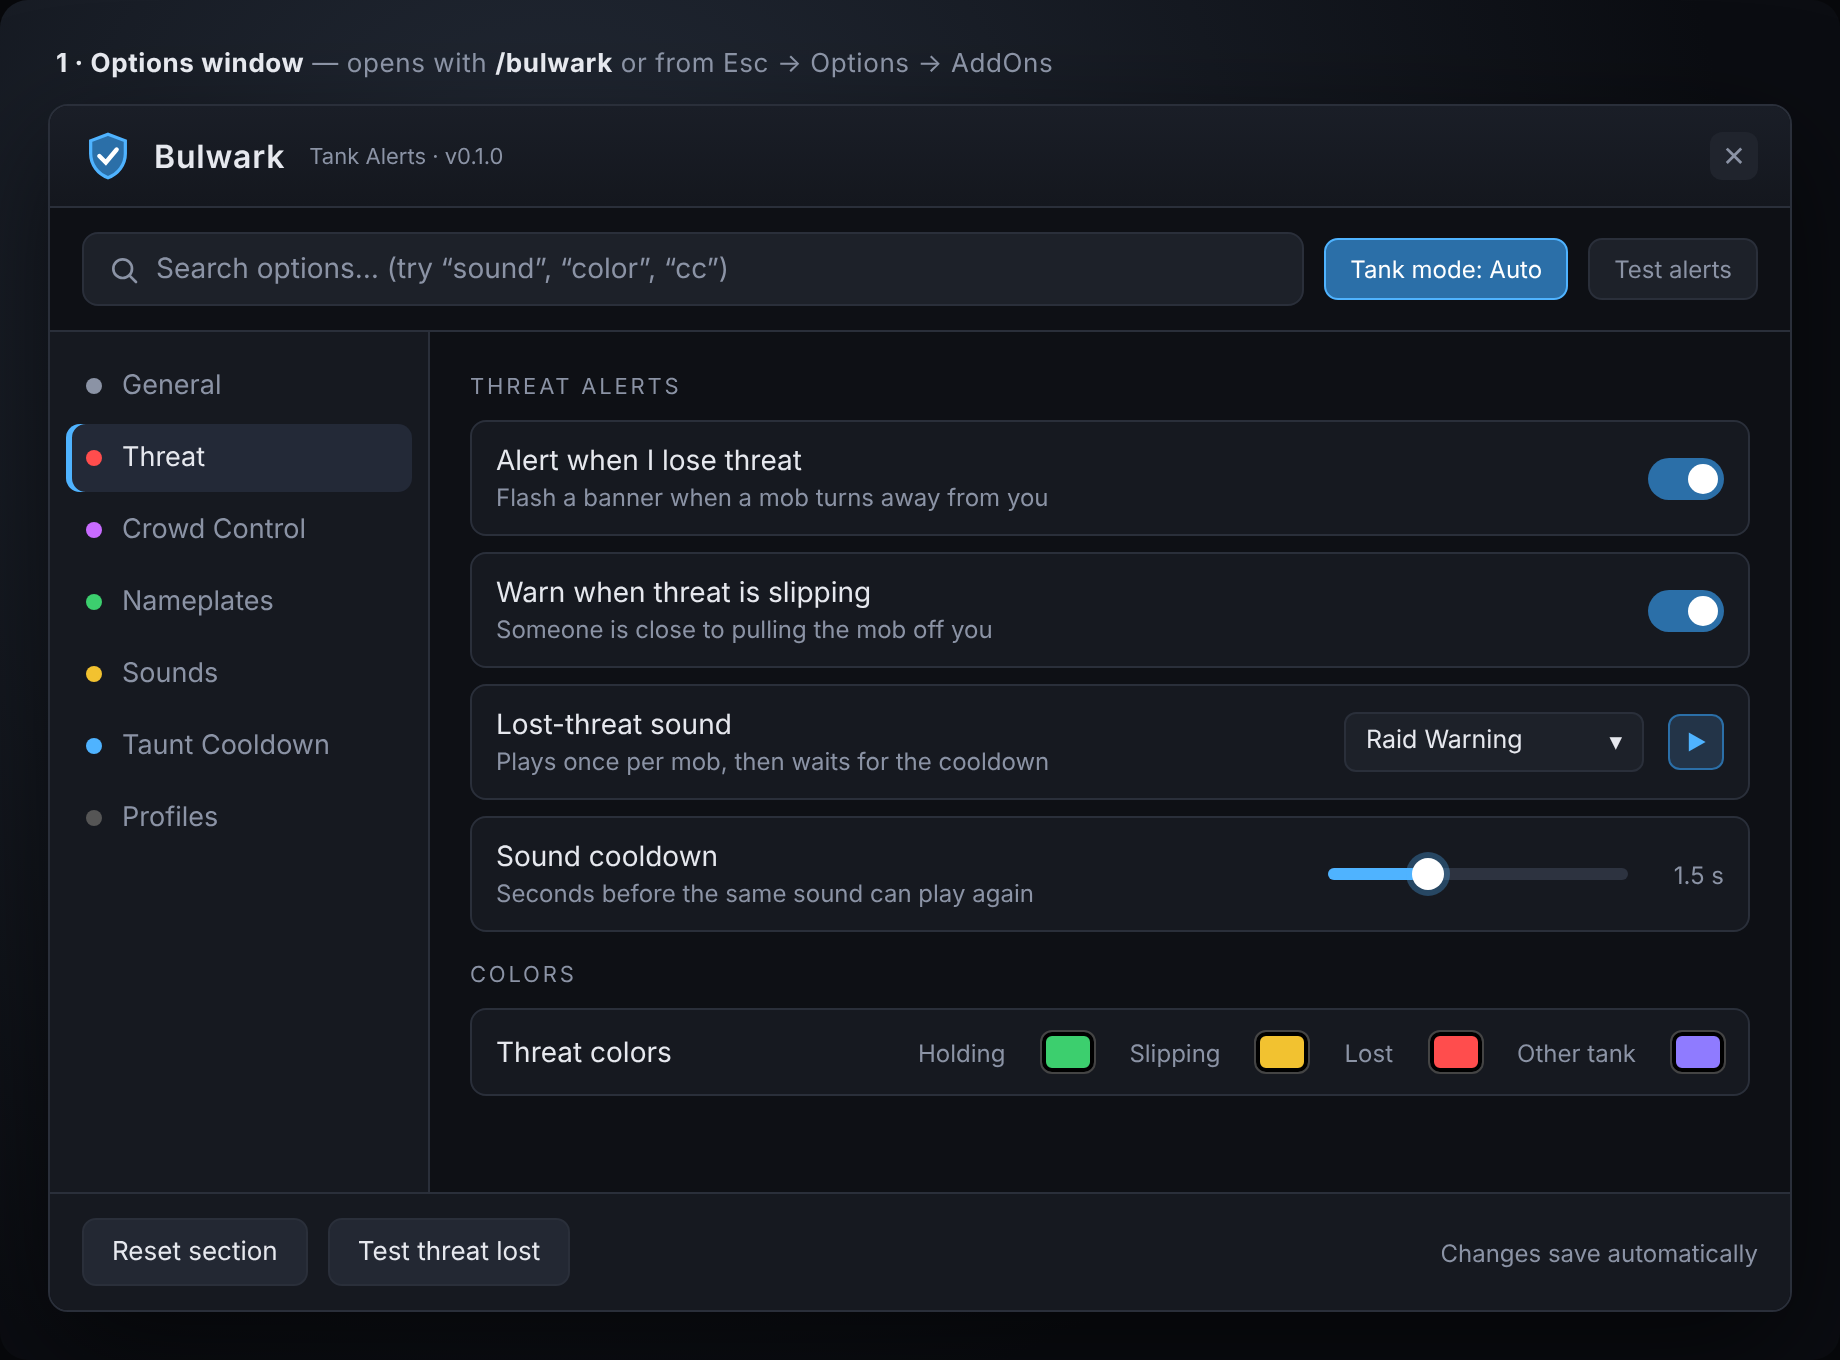 1 · Options window — opens with /bulwark or from Esc → Options → AddOns
Bulwark Tank Alerts · v0.1.0
Search options... (try “sound”, “color”, “cc”)
Tank mode: Auto
Test alerts
General
Threat
Crowd Control
Nameplates
Sounds
Taunt Cooldown
Profiles
THREAT ALERTS
Alert when I lose threat
Flash a banner when a mob turns away from you
Warn when threat is slipping
Someone is close to pulling the mob off you
Lost-threat sound
Plays once per mob, then waits for the cooldown
Raid Warning
Sound cooldown
Seconds before the same sound can play again
1.5 s
COLORS
Threat colors
Holding
Slipping
Lost
Other tank
Reset section
Test threat lost
Changes save automatically